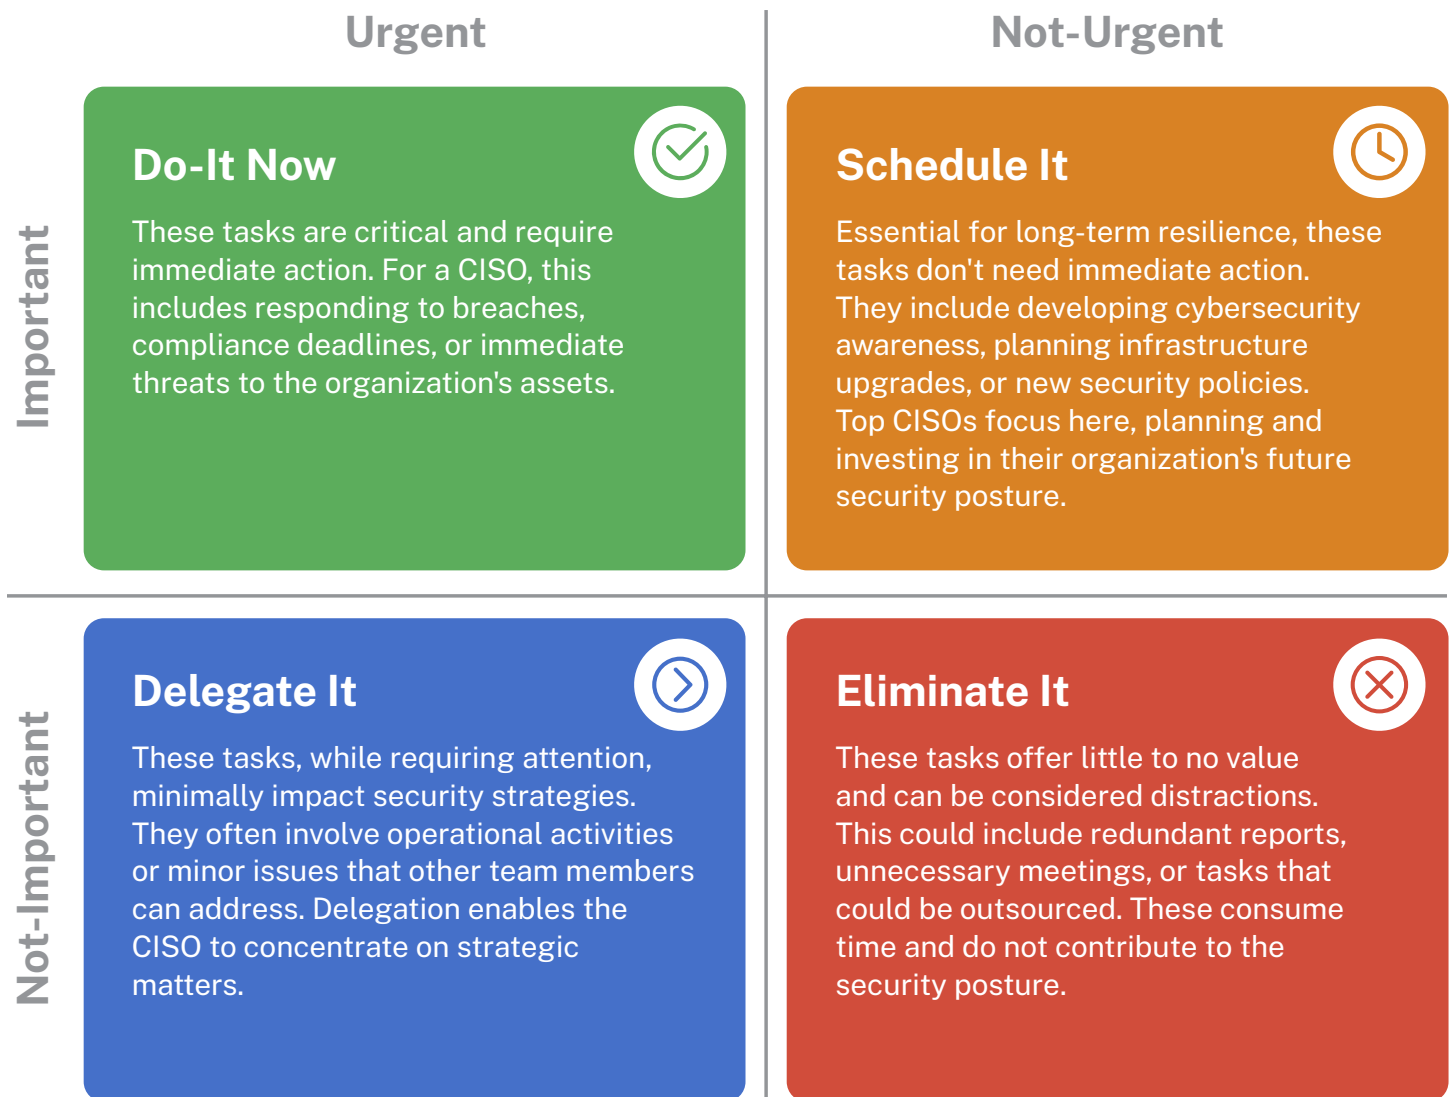 Urgent
Not-Urgent
Important
Do-It Now
These tasks are critical and require
immediate action. For a CISO, this
includes responding to breaches,
compliance deadlines, or immediate
threats to the organization's assets.
Schedule It
Essential for long-term resilience, these
tasks don't need immediate action.
They include developing cybersecurity
awareness, planning infrastructure
upgrades, or new security policies.
Top CISOs focus here, planning and
investing in their organization's future
security posture.
Not-Important
Delegate It
These tasks, while requiring attention,
minimally impact security strategies.
They often involve operational activities
or minor issues that other team members
can address. Delegation enables the
CISO to concentrate on strategic
matters.
Eliminate It
These tasks offer little to no value
and can be considered distractions.
This could include redundant reports,
unnecessary meetings, or tasks that
could be outsourced. These consume
time and do not contribute to the
security posture.